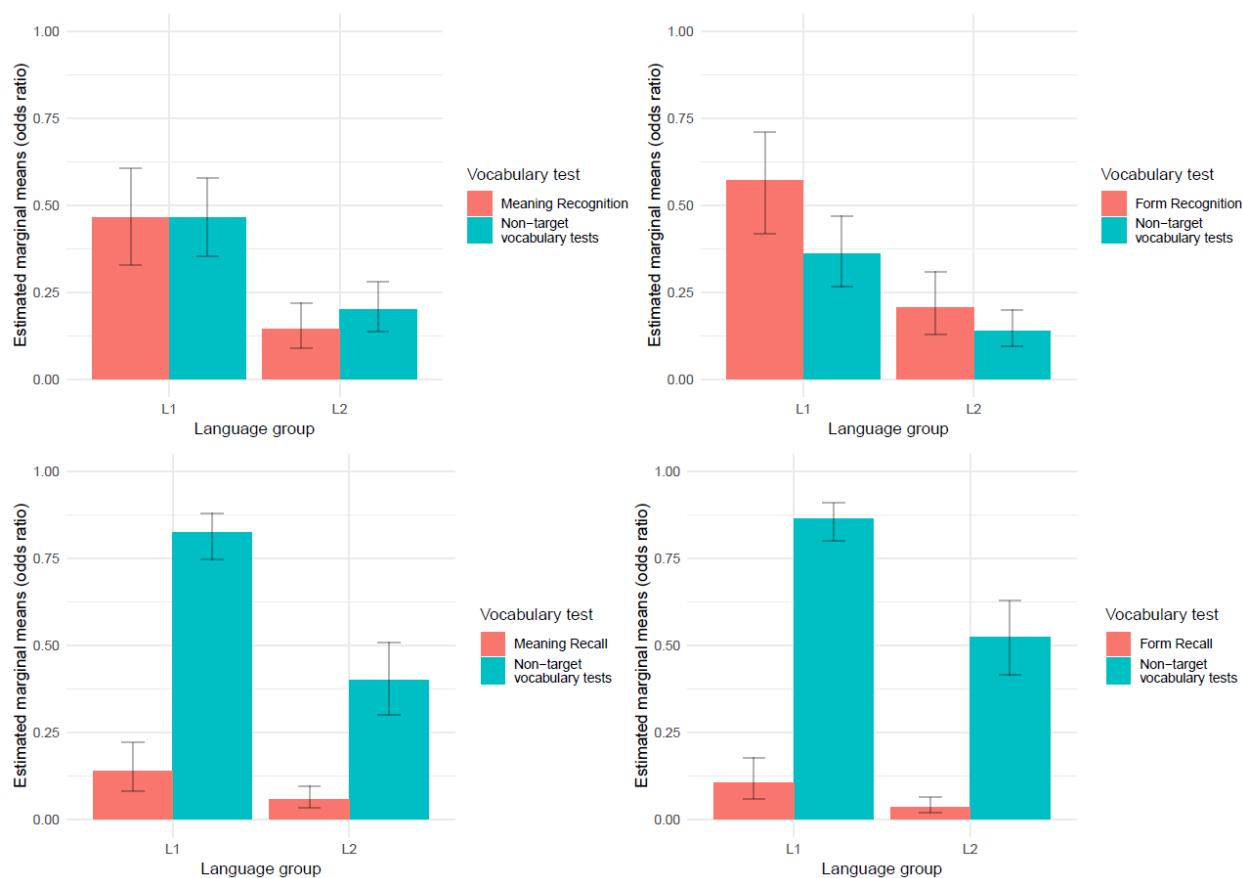 Estimated marginal means (odds ratio)
1.00
0.75
0.50
0.25
0.00
L1
L2
Language group
Vocabulary test
Meaning Recognition
Non-target
vocabulary tests
Estimated marginal means (odds ratio)
1.00
0.75
0.50
0.25
0.00
L1
L2
Language group
Vocabulary test
Form Recognition
Non-target
vocabulary tests
Estimated marginal means (odds ratio)
1.00
0.75
0.50
0.25
0.00
L1
L2
Language group
Vocabulary test
Meaning Recall
Non-target
vocabulary tests
Estimated marginal means (odds ratio)
1.00
0.75
0.50
0.25
0.00
L1
L2
Language group
Vocabulary test
Form Recall
Non-target
vocabulary tests